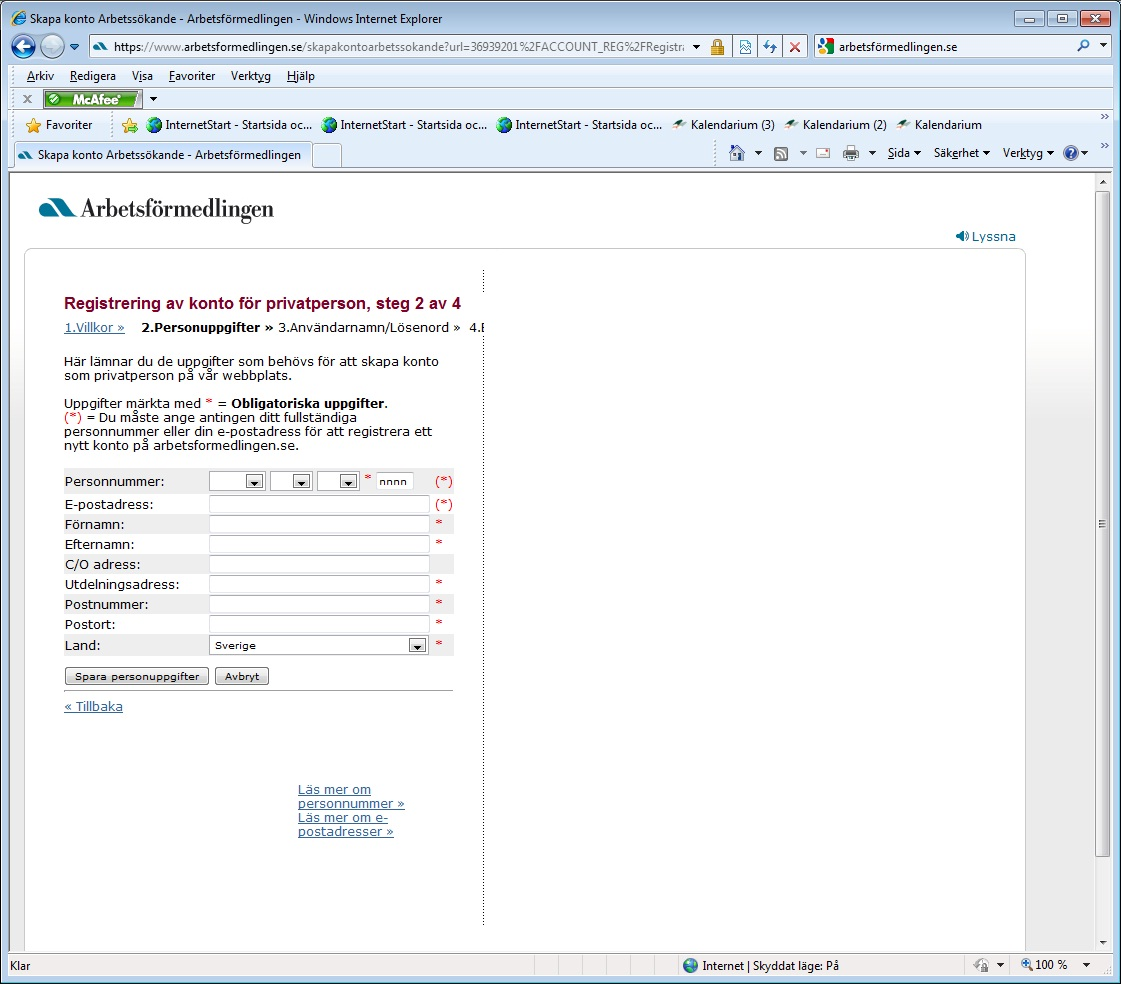 Skapa konto Arbetssökande - Arbetsförmedlingen - Windows Internet Explorer
https://www.arbetsformedlingen.se/skapakontoarbetssokande?url=36939201%2FACCOUNT_REG%2FRegistra
arbetsförmedlingen.se
Arkiv Redigera Visa Favoriter Verktyg Hjälp
x McAfee
Favoriter InternetStart - Startsida oc... InternetStart - Startsida oc... InternetStart - Startsida oc... Kalendarium (3) Kalendarium (2) Kalendarium »
Skapa konto Arbetssökande - Arbetsförmedlingen Sida Säkerhet Verktyg »
Arbetsförmedlingen
Lyssna
Registrering av konto för privatperson, steg 2 av 4
1.Villkor » 2.Personuppgifter » 3.Användarnamn/Lösenord » 4.
Här lämnar du de uppgifter som behövs för att skapa konto
som privatperson på vår webbplats.
Uppgifter märkta med * = Obligatoriska uppgifter.
(*) = Du måste ange antingen ditt fullständiga
personnummer eller din e-postadress för att registrera ett
nytt konto på arbetsformedlingen.se.
Personnummer: * nnnn (*)
E-postadress: (*)
Förnamn: *
Efternamn: *
C/O adress:
Utdelningsadress: *
Postnummer: *
Postort: *
Land: Sverige *
Spara personuppgifter Avbryt
« Tillbaka
Läs mer om
personnummer »
Läs mer om e-
postadresser »
Klar Internet | Skyddat läge: På 100 %